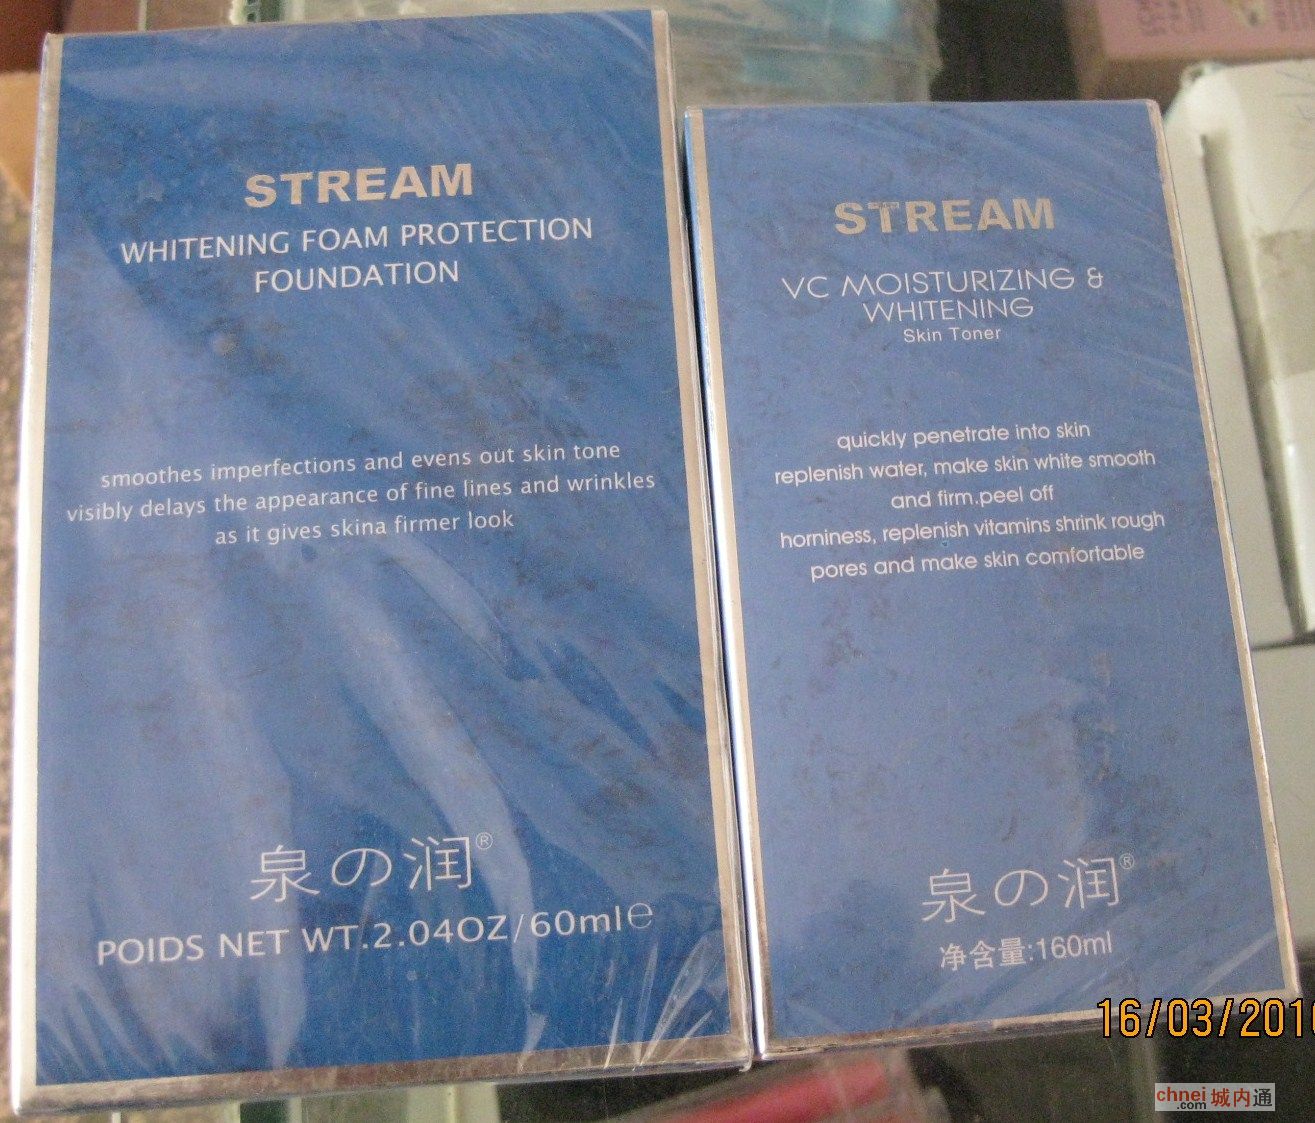 STREAM
WHITENING FOAM PROTECTION
FOUNDATION
smoothes imperfections and evens out skin tone
visibly delays the appearance of fine lines and wrinkles
as it gives skina firmer look
泉の润®
POIDS NET WT.2.04OZ/60ml℮
STREAM
VC MOISTURIZING &
WHITENING
Skin Toner
quickly penetrate into skin
replenish water, make skin white smooth
and firm.peel off
horniness, replenish vitamins shrink rough
pores and make skin comfortable
泉の润®
净含量:160ml
16/03/2010
chnei 城内通
.com